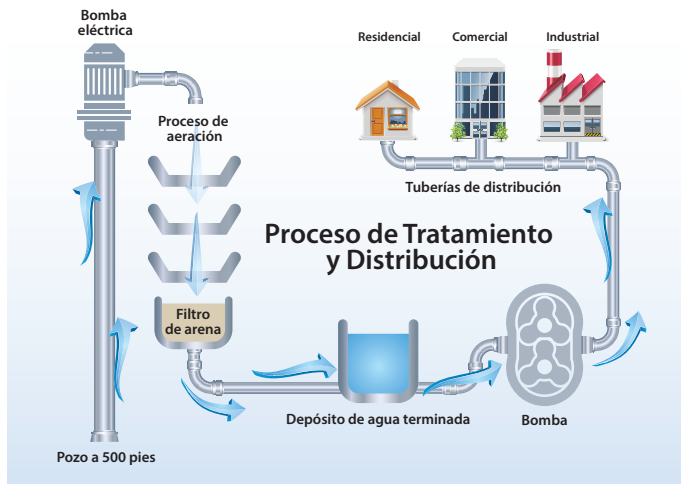 Bomba
eléctrica
Residencial
Comercial
Industrial
Proceso de
aeración
Tuberías de distribución
Proceso de Tratamiento
y Distribución
Filtro
de arena
Depósito de agua terminada
Bomba
Pozo a 500 pies